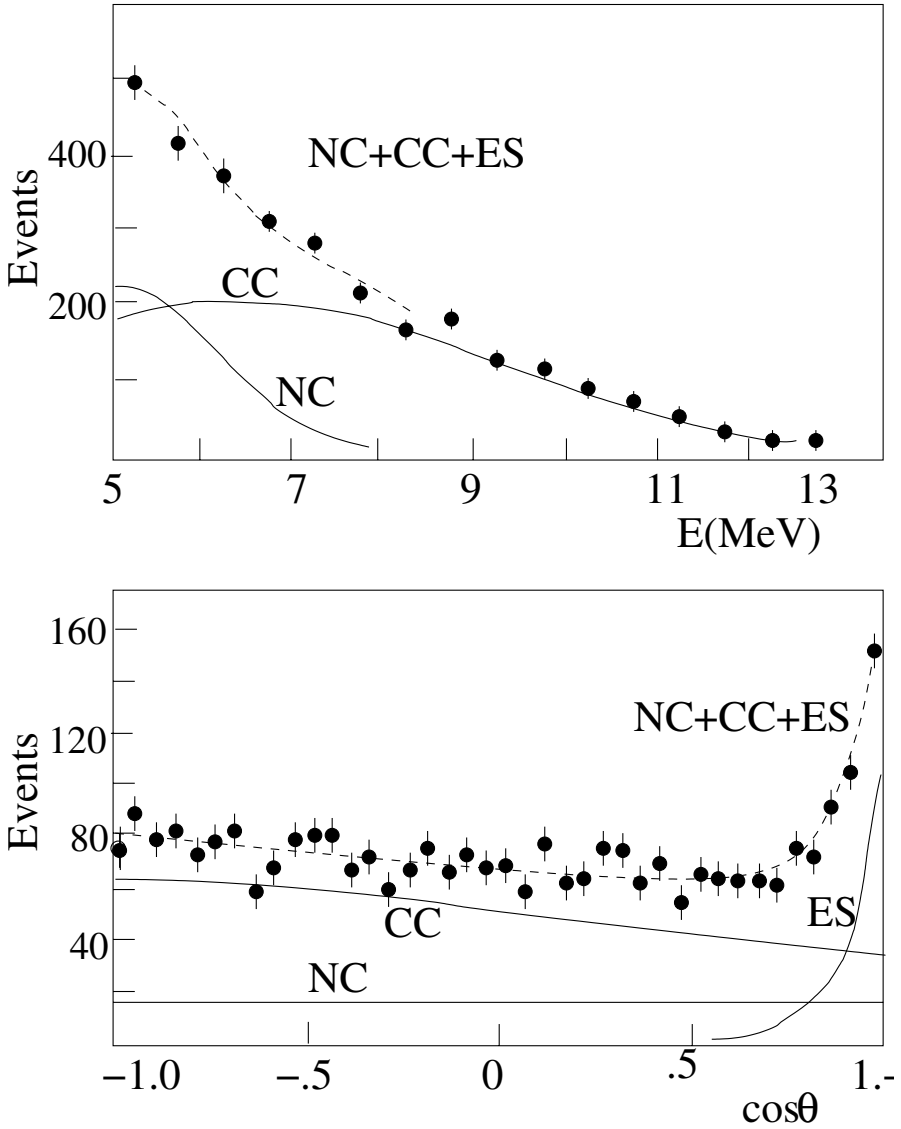 Events
400
200
NC+CC+ES
CC
NC
5 7 9 11 13
E(MeV)
Events
160
120
80
40
NC+CC+ES
ES
CC
NC
−1.0 −.5 0 .5 1.-
cosθ